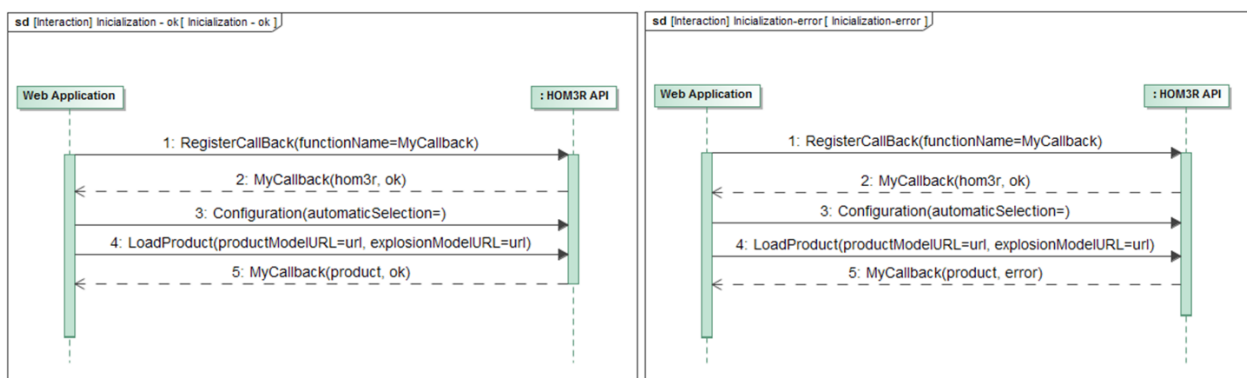 sd [Interaction] Inicialization - ok [ Inicialization - ok ]
Web Application
: HOM3R API
1: RegisterCallBack(functionName=MyCallback)
2: MyCallback(hom3r, ok)
3: Configuration(automaticSelection=)
4: LoadProduct(productModelURL=url, explosionModelURL=url)
5: MyCallback(product, ok)
sd [Interaction] Inicialization-error [ Inicialization-error ]
Web Application
: HOM3R API
1: RegisterCallBack(functionName=MyCallback)
2: MyCallback(hom3r, ok)
3: Configuration(automaticSelection=)
4: LoadProduct(productModelURL=url, explosionModelURL=url)
5: MyCallback(product, error)